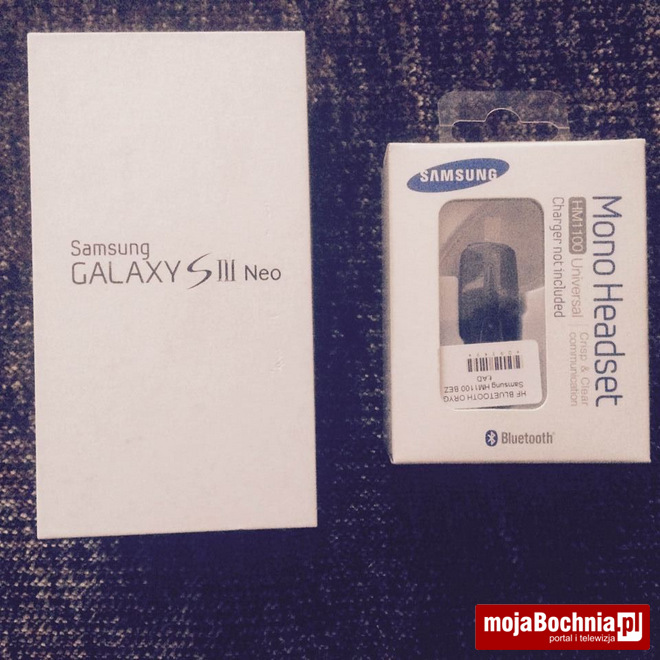 Samsung
GALAXY SIII Neo
SAMSUNG
Mono Headset
HM1100 Universal
Crisp & Clear
communication
Charger not included
HF BLUETOOTH ORYG
Samsung HM1100 BEZ
ŁAD
Bluetooth
mojaBochnia.pl
portal i telewizja